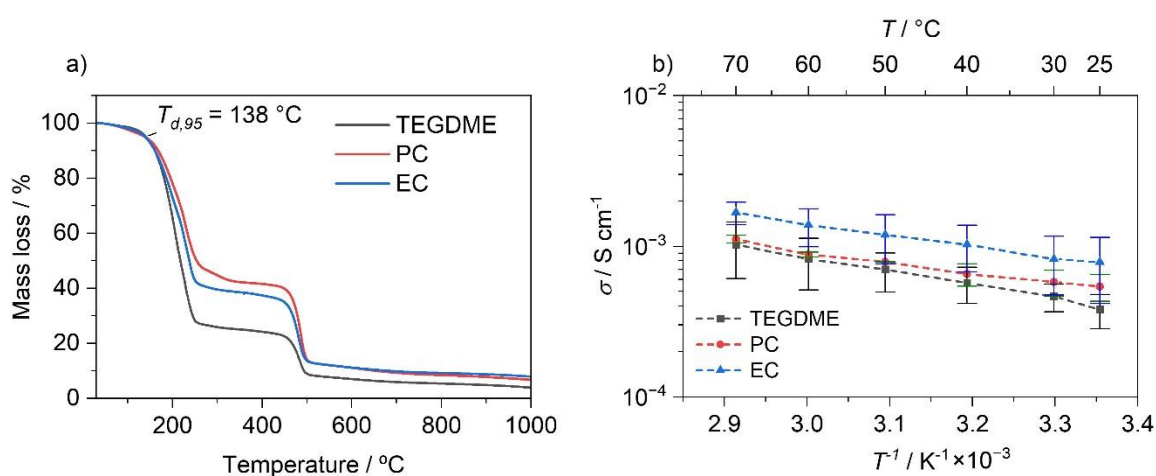 a)
T_{d,95} = 138 °C
TEGDME
PC
EC
100
80
60
40
20
0
Mass loss / %
200 400 600 800 1000
Temperature / ºC
b)
T / °C
70 60 50 40 30 25
10⁻²
10⁻³
10⁻⁴
σ / S cm⁻¹
TEGDME
PC
EC
2.9 3.0 3.1 3.2 3.3 3.4
T⁻¹ / K⁻¹ ×10⁻³